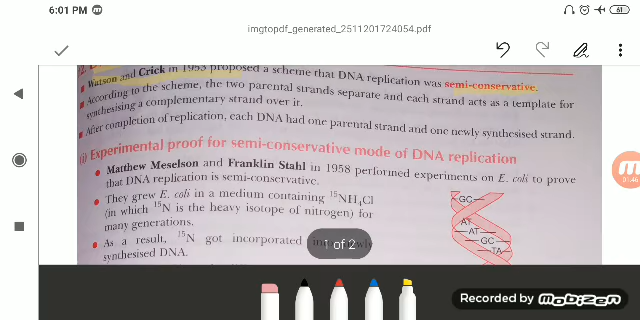 6:01 PM
61
imgtopdf_generated_2511201724054.pdf
Watson and Crick in 1953 proposed a scheme that DNA replication was semi-conservative.
According to the scheme, the two parental strands separate and each strand acts as a template for
synthesising a complementary strand over it.
After completion of replication, each DNA had one parental strand and one newly synthesised strand.
(i) Experimental proof for semi-conservative mode of DNA replication
Matthew Meselson and Franklin Stahl in 1958 performed experiments on E. coli to prove
that DNA replication is semi-conservative.
They grew E. coli in a medium containing ¹⁵NH₄Cl
(in which ¹⁵N is the heavy isotope of nitrogen) for
many generations.
As a result, ¹⁵N got incorporated
synthesised DNA.
of 2
GC
AT
AT
GC
TA
01:46
Recorded by Mobizen